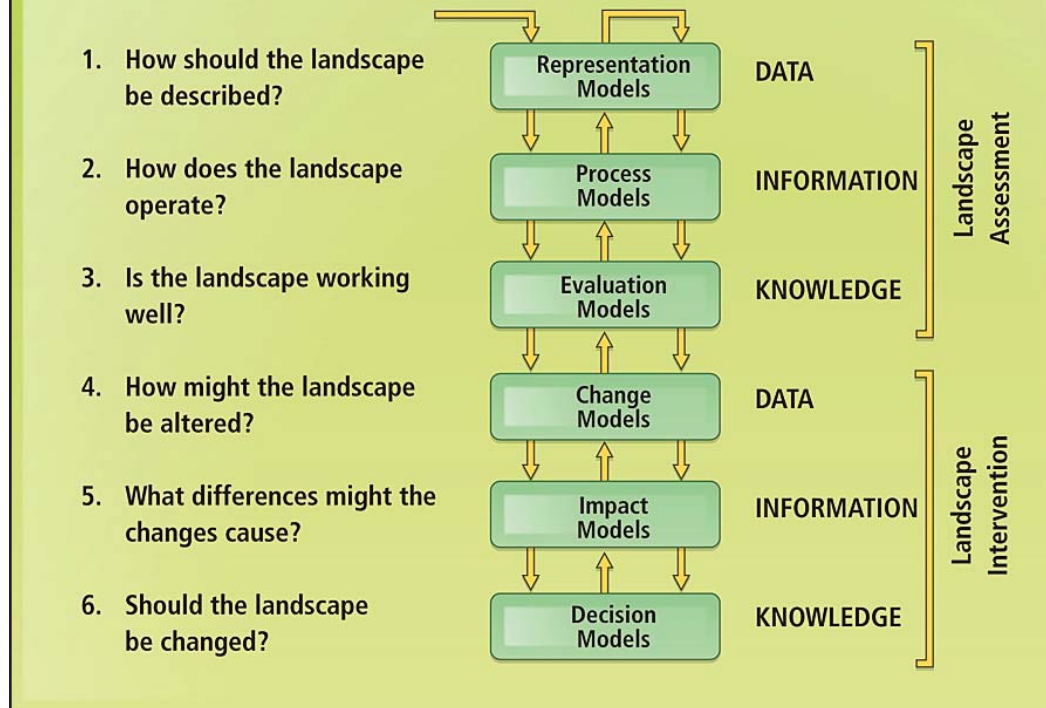 1. How should the landscape
be described?
Representation
Models
DATA
2. How does the landscape
operate?
Process
Models
INFORMATION
3. Is the landscape working
well?
Evaluation
Models
KNOWLEDGE
Landscape
Assessment
4. How might the landscape
be altered?
Change
Models
DATA
5. What differences might the
changes cause?
Impact
Models
INFORMATION
6. Should the landscape
be changed?
Decision
Models
KNOWLEDGE
Landscape
Intervention